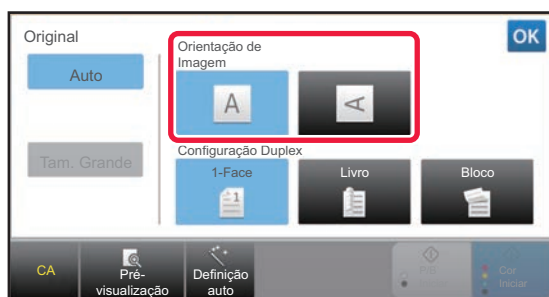 Original
OK
Orientação de
Imagem
Auto
A
A
Tam. Grande
Configuração Duplex
1-Face
1
Livro
Bloco
CA
Pré-
visualização
Definição
auto
Cor
Iniciar